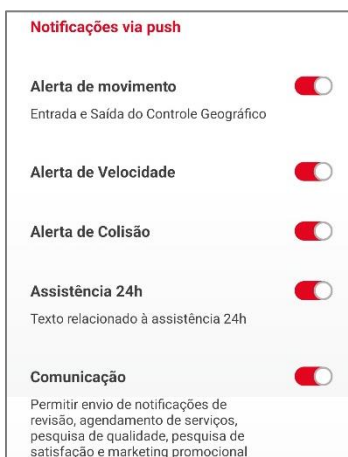 Notificações via push
Alerta de movimento
Entrada e Saída do Controle Geográfico
Alerta de Velocidade
Alerta de Colisão
Assistência 24h
Texto relacionado à assistência 24h
Comunicação
Permitir envio de notificações de
revisão, agendamento de serviços,
pesquisa de qualidade, pesquisa de
satisfação e marketing promocional